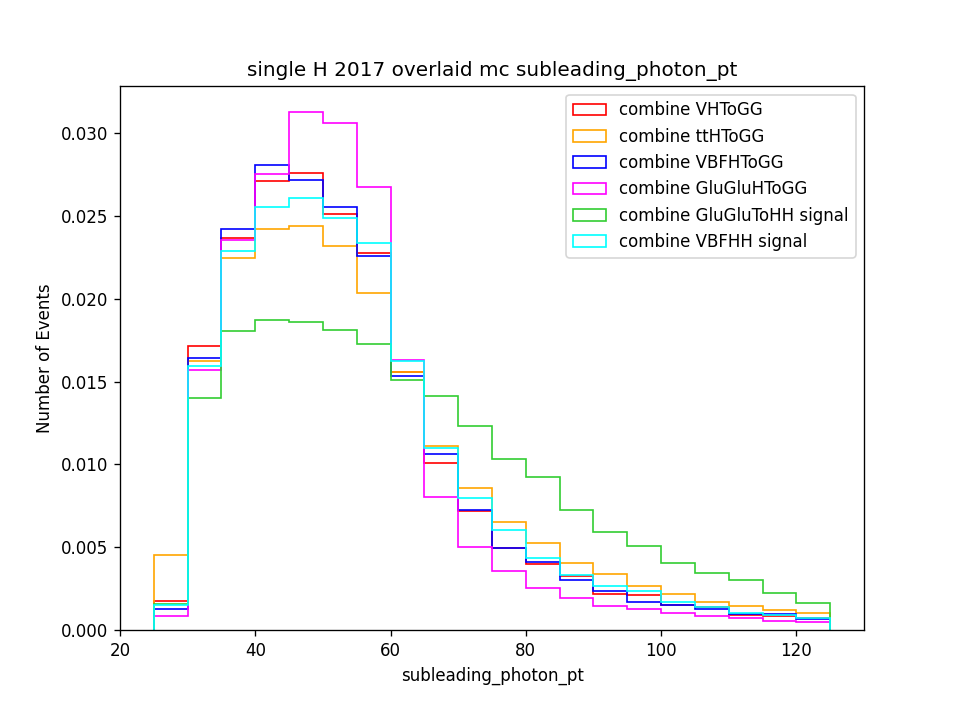 single H 2017 overlaid mc subleading_photon_pt
combine VHToGG
combine ttHToGG
combine VBFHToGG
combine GluGluHToGG
combine GluGluToHH signal
combine VBFHH signal
Number of Events
0.030
0.025
0.020
0.015
0.010
0.005
0.000
20 40 60 80 100 120
subleading_photon_pt